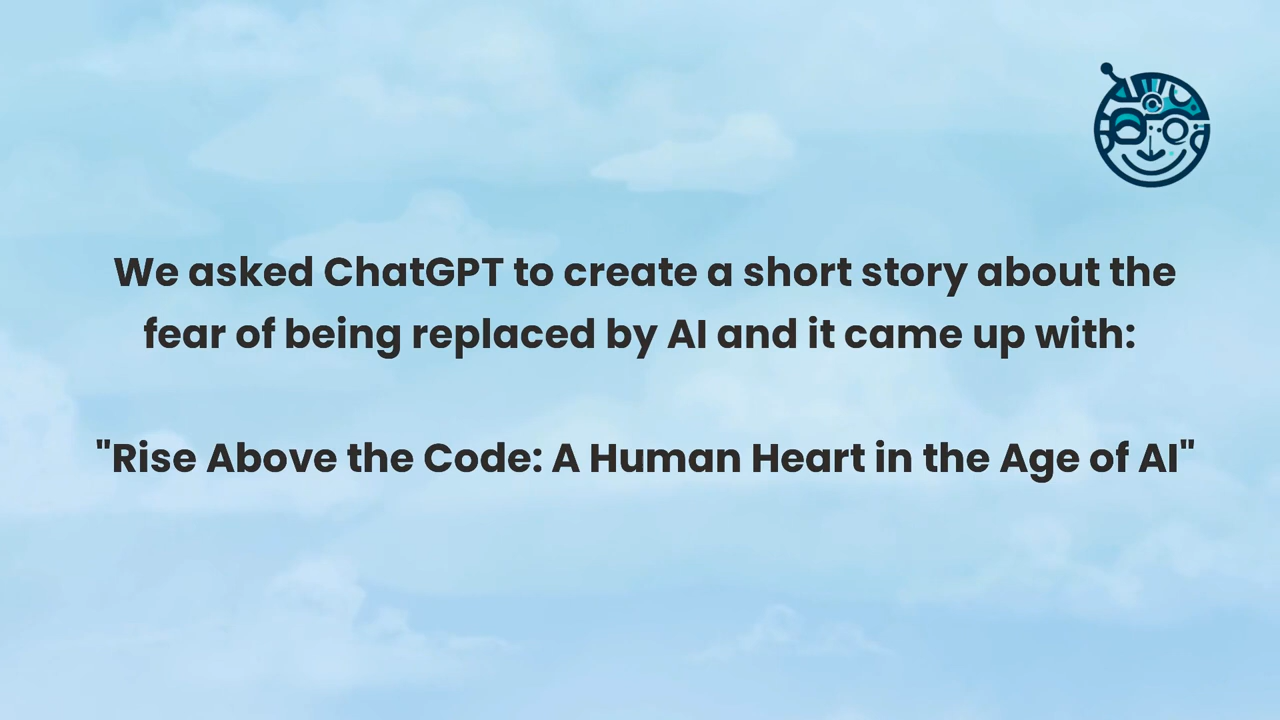 We asked ChatGPT to create a short story about the
fear of being replaced by AI and it came up with:
"Rise Above the Code: A Human Heart in the Age of AI"